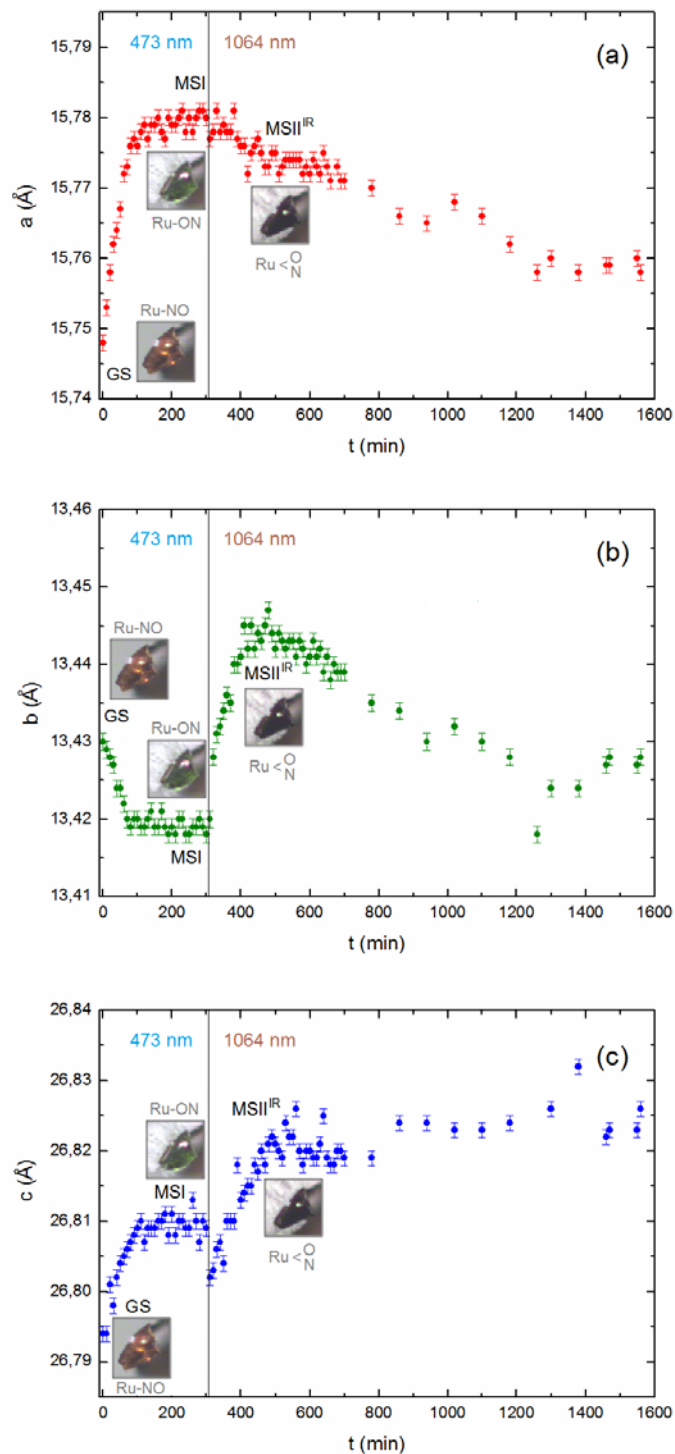 473 nm 1064 nm (a)
15,79
15,78
15,77
15,76
15,75
15,74
a (Å)
MSI
MSII^IR
Ru-ON
Ru< O
N
Ru-NO
GS
0 200 400 600 800 1000 1200 1400 1600
t (min)
473 nm 1064 nm (b)
13,46
13,45
13,44
13,43
13,42
13,41
b (Å)
Ru-NO
GS
Ru-ON
MSI
MSII^IR
Ru< O
N
0 200 400 600 800 1000 1200 1400 1600
t (min)
473 nm 1064 nm (c)
26,84
26,83
26,82
26,81
26,80
26,79
c (Å)
Ru-ON
MSI
MSII^IR
Ru< O
N
GS
Ru-NO
0 200 400 600 800 1000 1200 1400 1600
t (min)